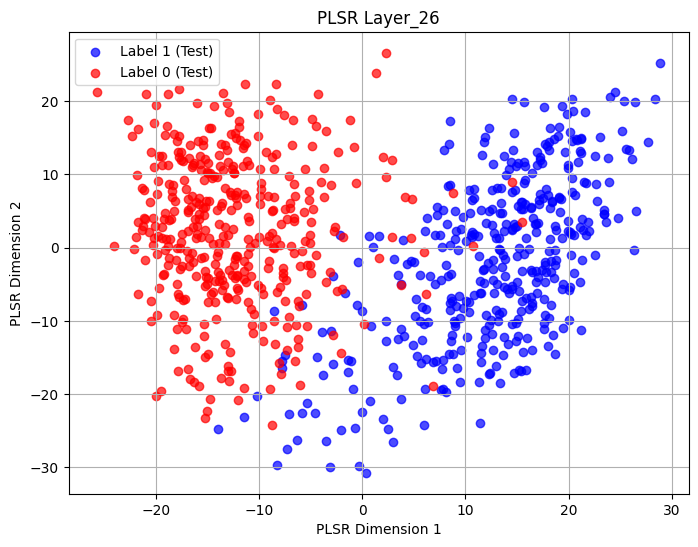 PLSR Layer_26
Label 1 (Test)
Label 0 (Test)
PLSR Dimension 2
20
10
0
−10
−20
−30
−20
−10
0
10
20
30
PLSR Dimension 1